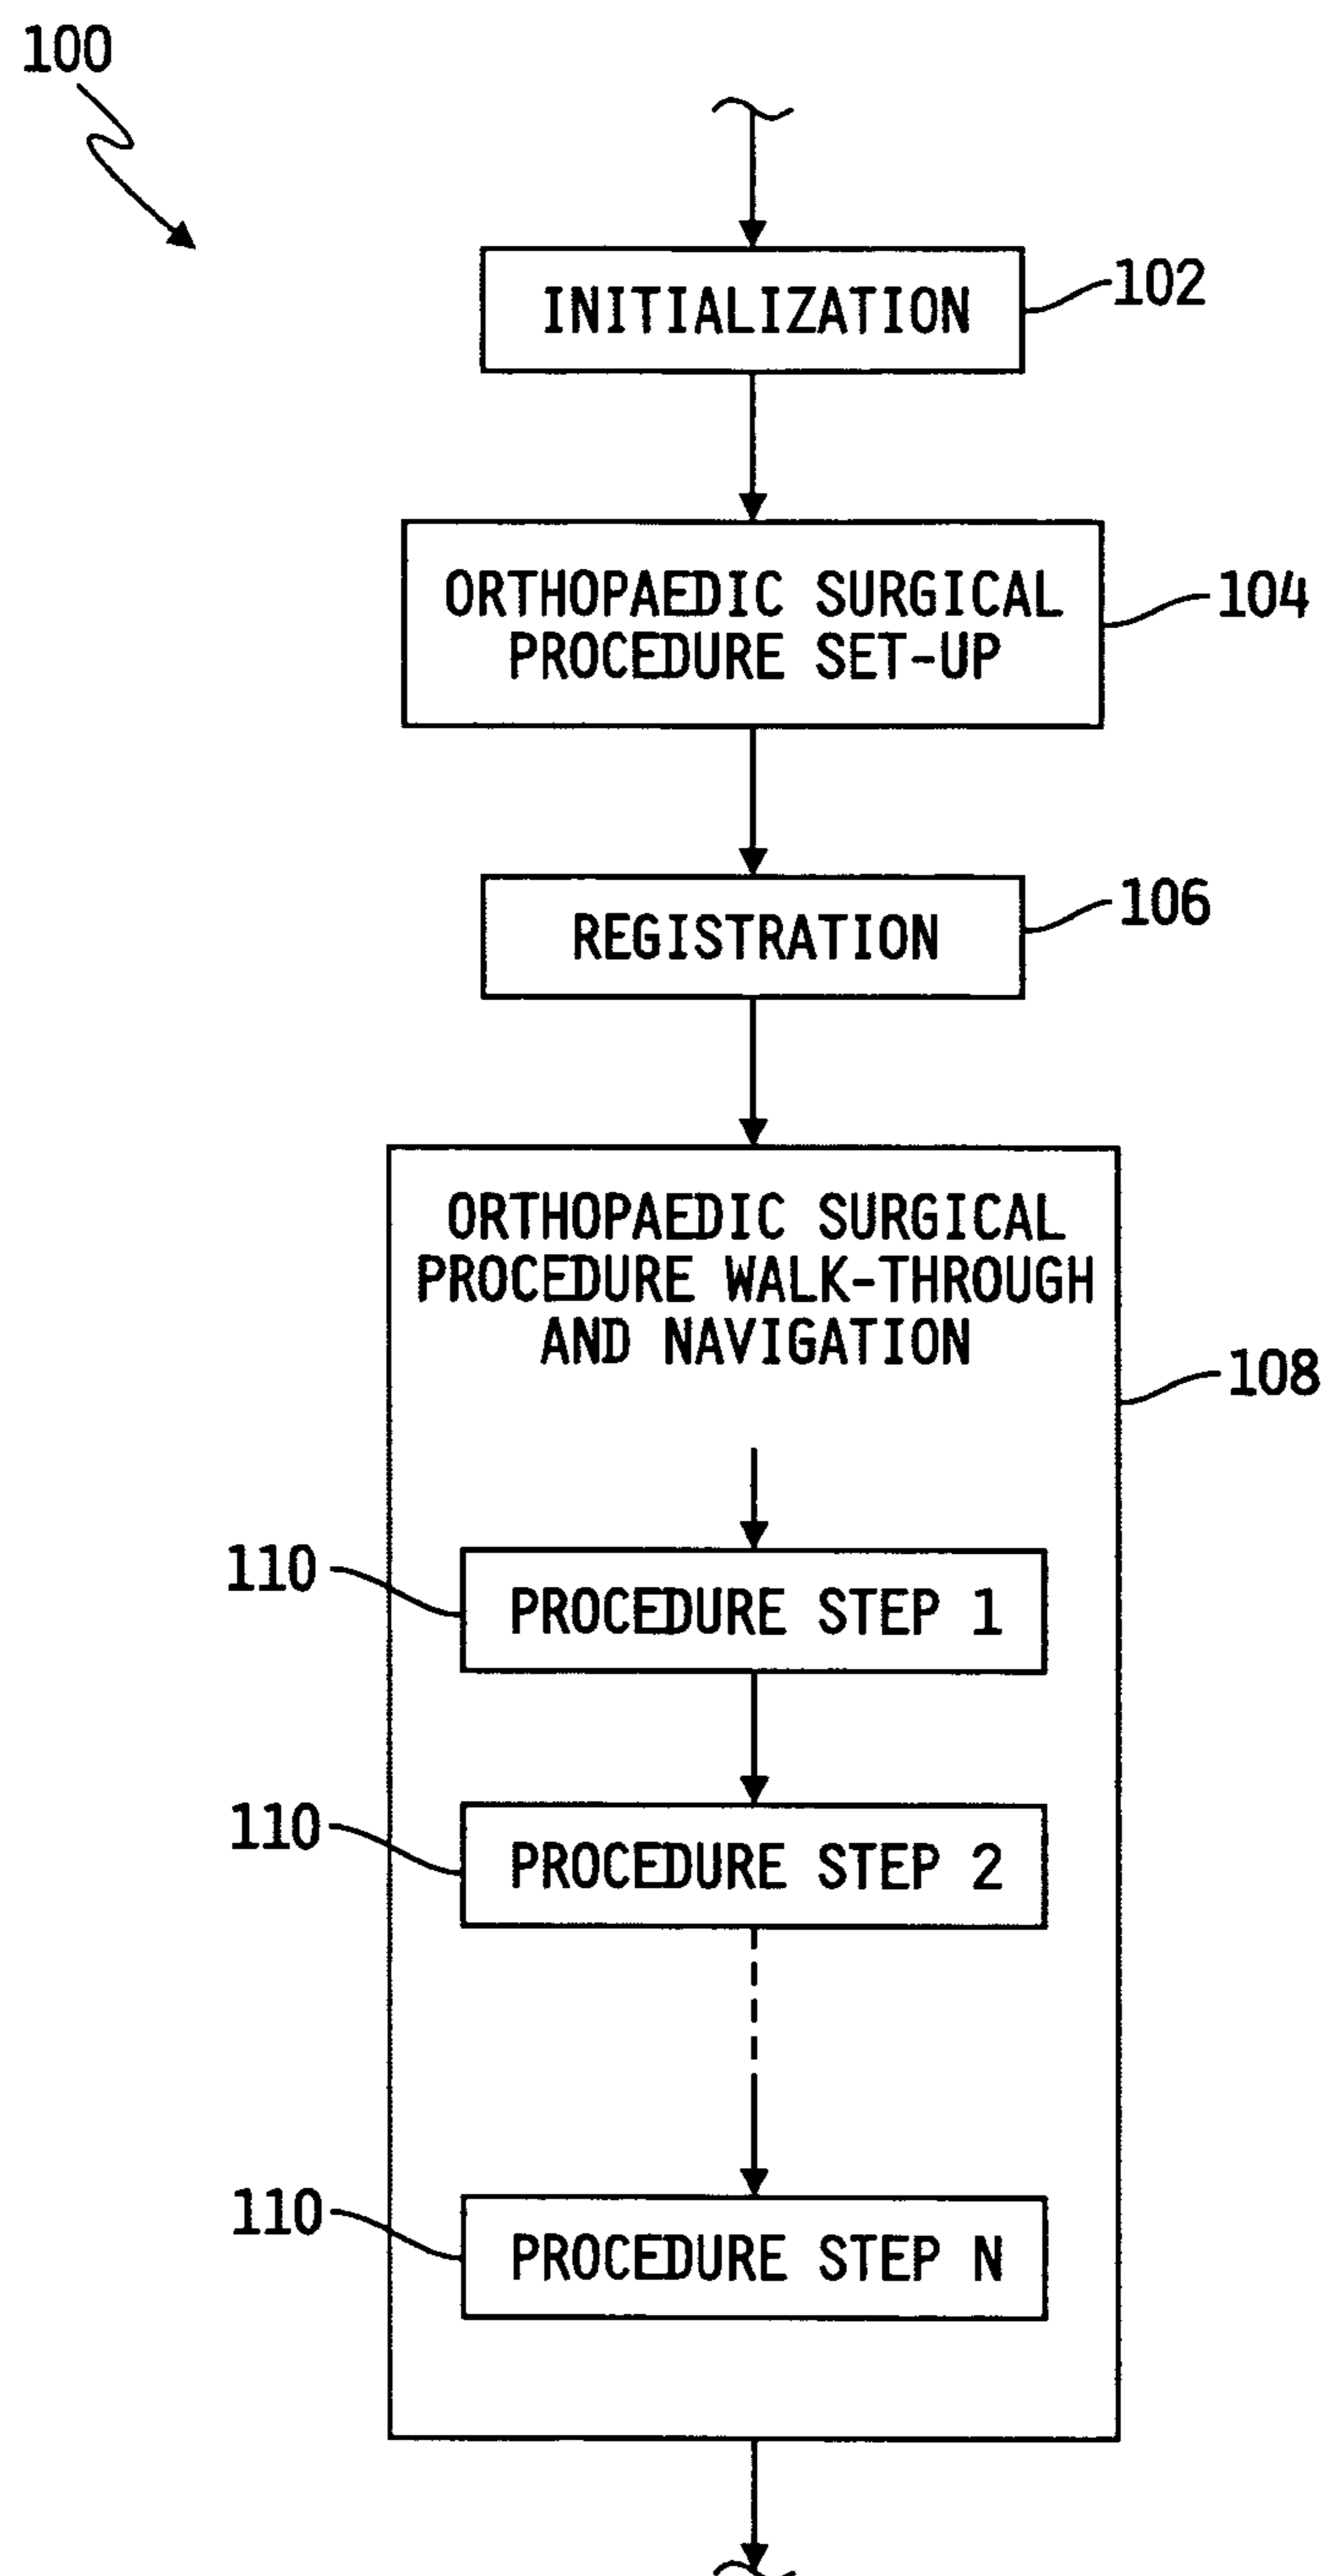 100
INITIALIZATION
102
ORTHOPAEDIC SURGICAL
PROCEDURE SET-UP
104
REGISTRATION
106
ORTHOPAEDIC SURGICAL
PROCEDURE WALK-THROUGH
AND NAVIGATION
108
110
PROCEDURE STEP 1
110
PROCEDURE STEP 2
110
PROCEDURE STEP N